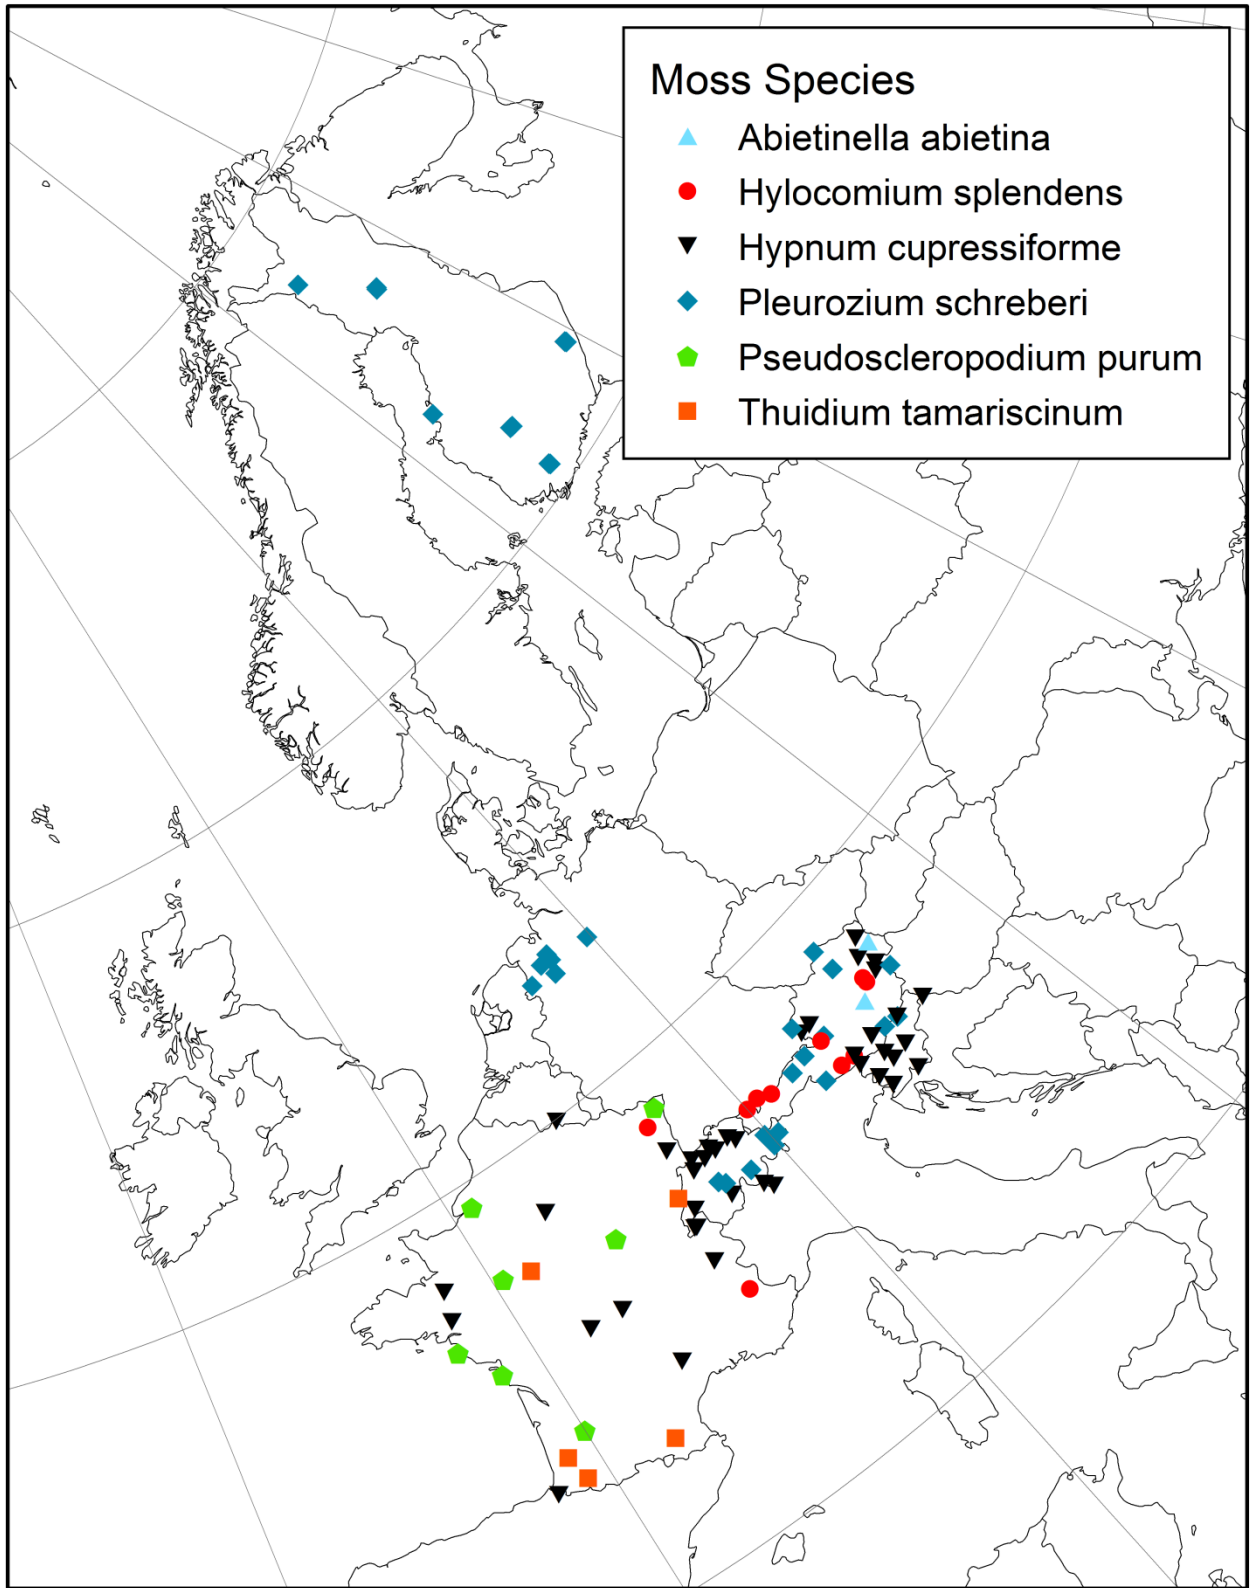 Moss Species
Abietinella abietina
Hylocomium splendens
Hypnum cupressiforme
Pleurozium schreberi
Pseudoscleropodium purum
Thuidium tamariscinum